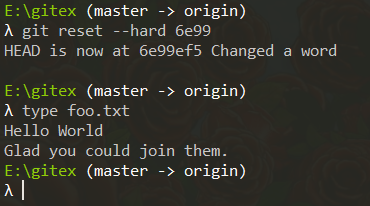 E:\gitex (master -> origin)
λ git reset --hard 6e99
HEAD is now at 6e99ef5 Changed a word
E:\gitex (master -> origin)
λ type foo.txt
Hello World
Glad you could join them.
E:\gitex (master -> origin)
λ